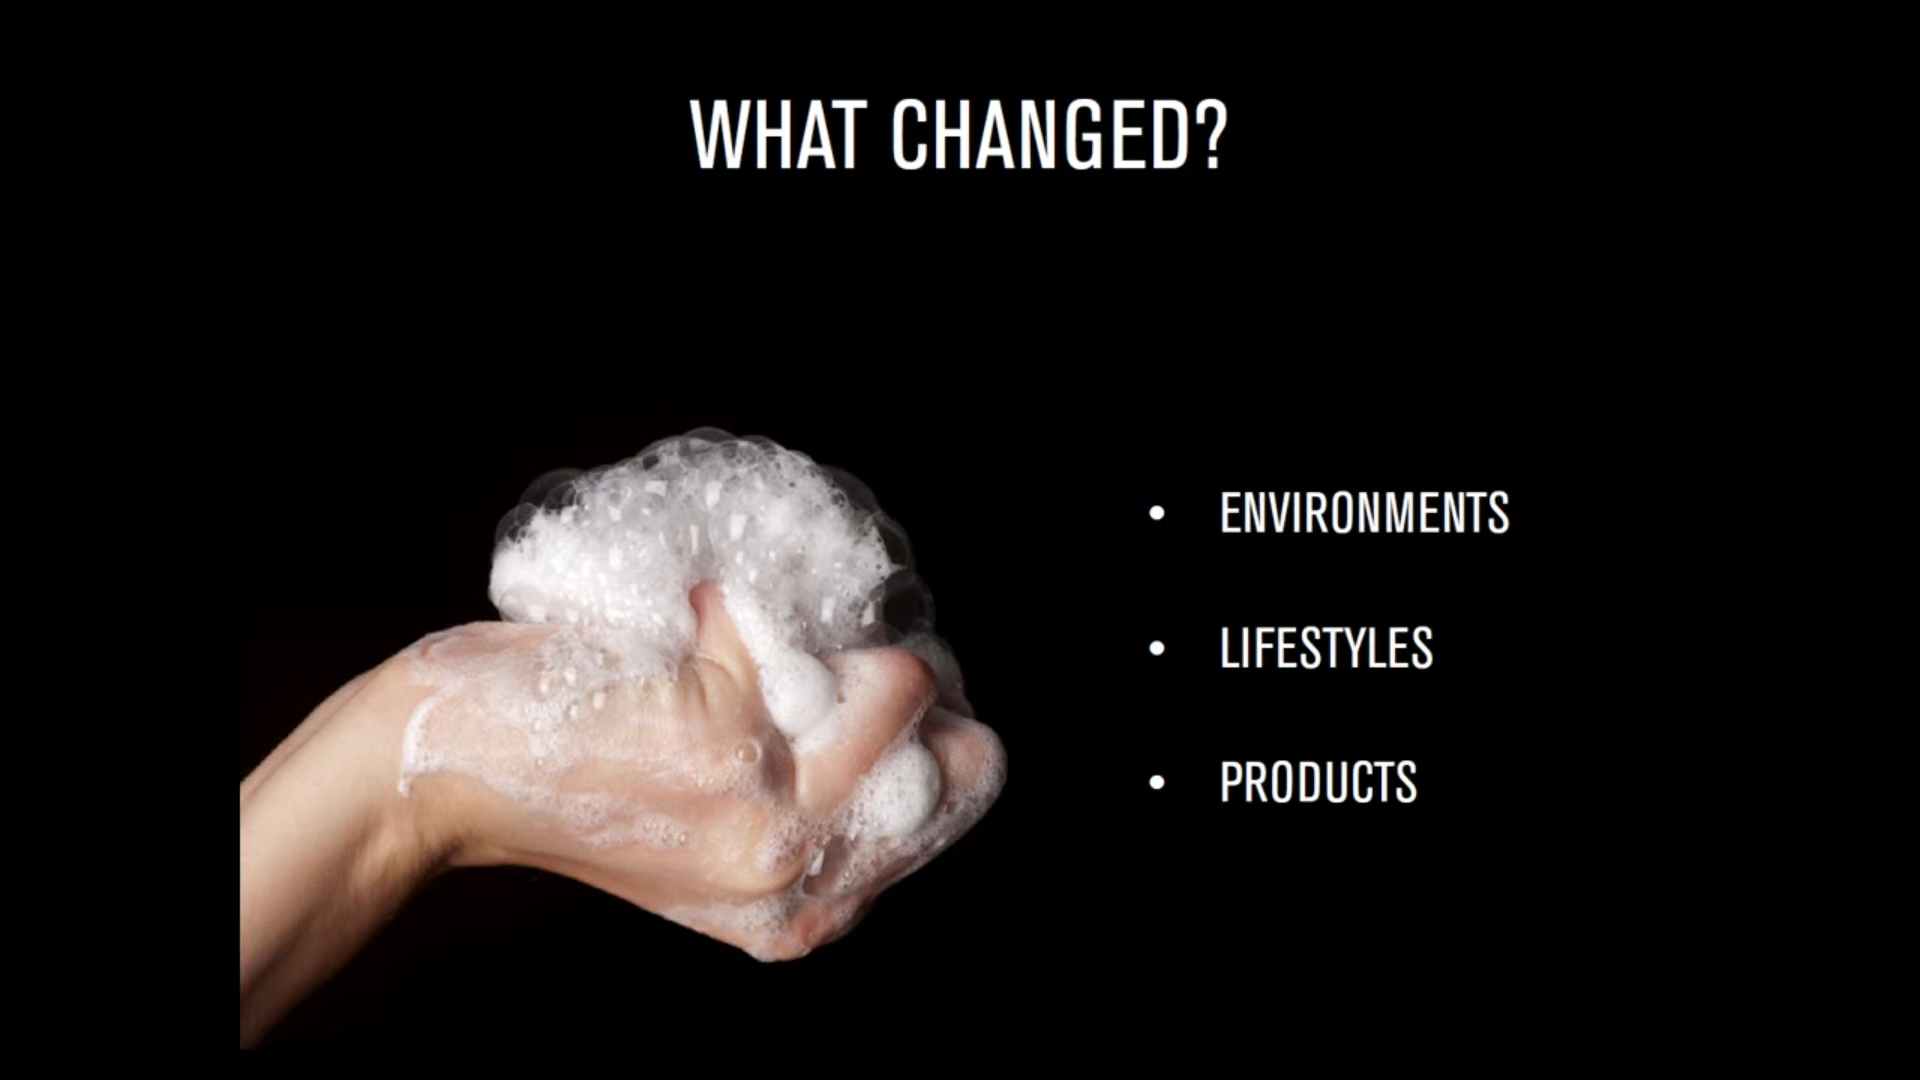 WHAT CHANGED?
• ENVIRONMENTS
• LIFESTYLES
• PRODUCTS